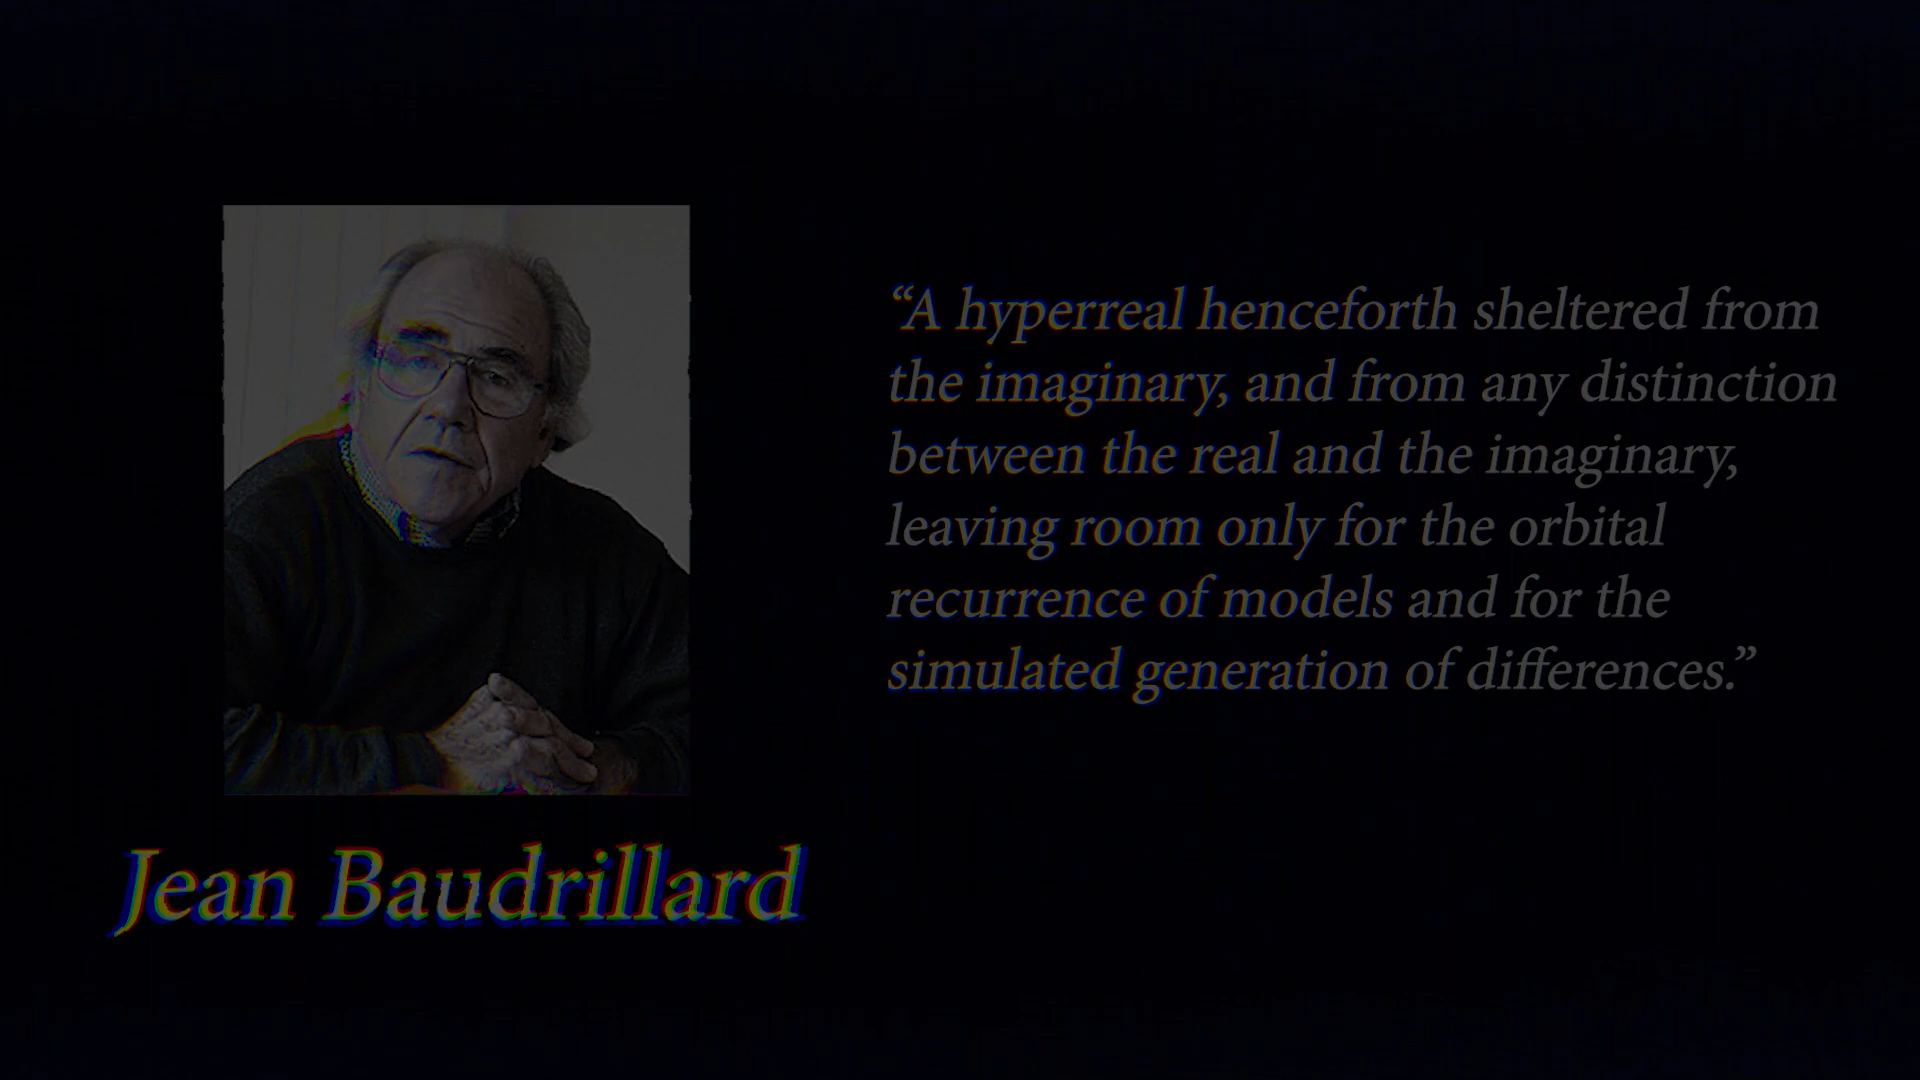 “A hyperreal henceforth sheltered from
the imaginary, and from any distinction
between the real and the imaginary,
leaving room only for the orbital
recurrence of models and for the
simulated generation of differences.”
Jean Baudrillard